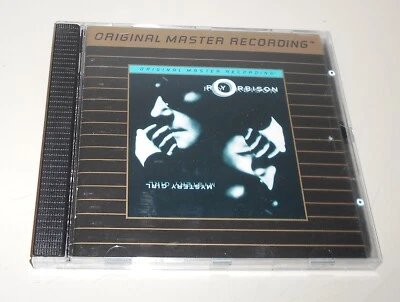 ORIGINAL MASTER RECORDING™
ORIGINAL MASTER RECORDING
ROY ORBISON
MYSTERY GIRL